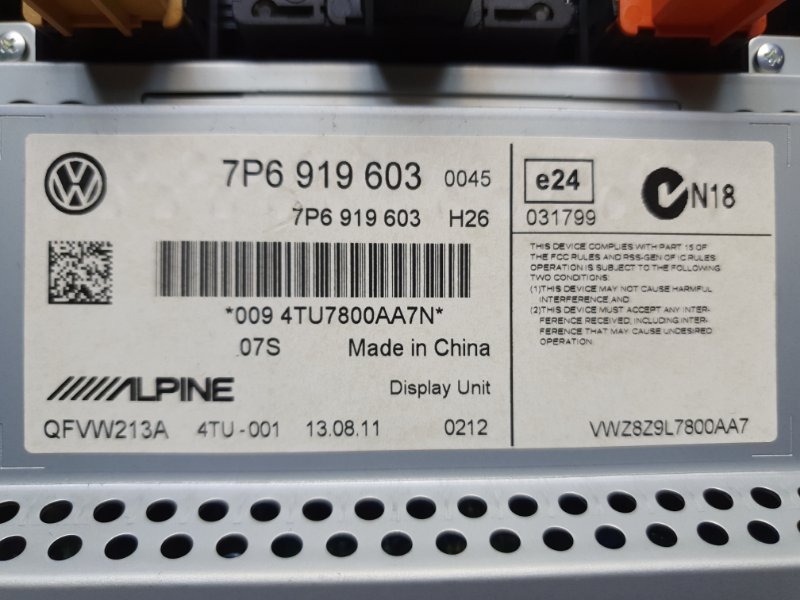 7P6 919 603 0045
7P6 919 603 H26
*009 4TU7800AA7N*
07S Made in China
ALPINE Display Unit
QFVW213A 4TU-001 13.08.11 0212
e24
031799
N18
THIS DEVICE COMPLIES WITH PART 15 OF
THE FCC RULES AND RSS-GEN OF IC RULES
OPERATION IS SUBJECT TO THE FOLLOWING
TWO CONDITIONS:
(1)THIS DEVICE MAY NOT CAUSE HARMFUL
INTERFERENCE,AND
(2)THIS DEVICE MUST ACCEPT ANY INTER-
FERENCE RECEIVED, INCLUDING INTER-
FERENCE THAT MAY CAUSE UNDESIRED
OPERATION.
VWZ8Z9L7800AA7